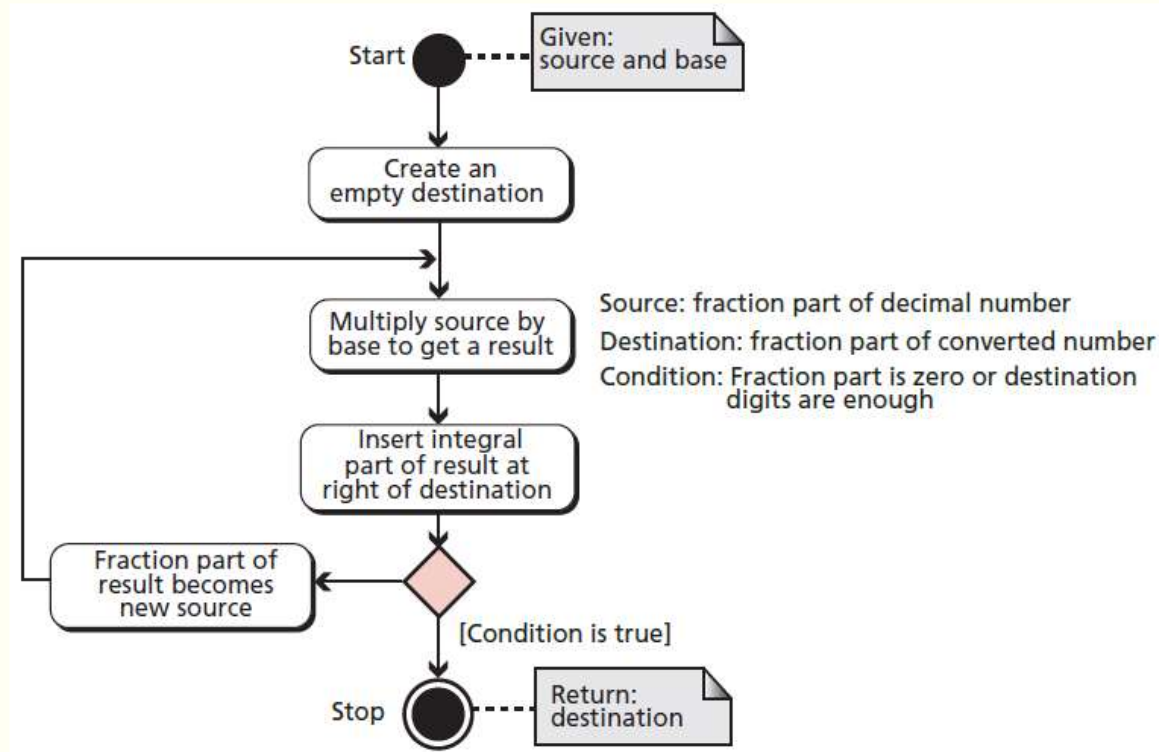 Start
Given:
source and base
Create an
empty destination
Multiply source by
base to get a result
Source: fraction part of decimal number
Destination: fraction part of converted number
Condition: Fraction part is zero or destination
digits are enough
Insert integral
part of result at
right of destination
Fraction part of
result becomes
new source
[Condition is true]
Stop
Return:
destination